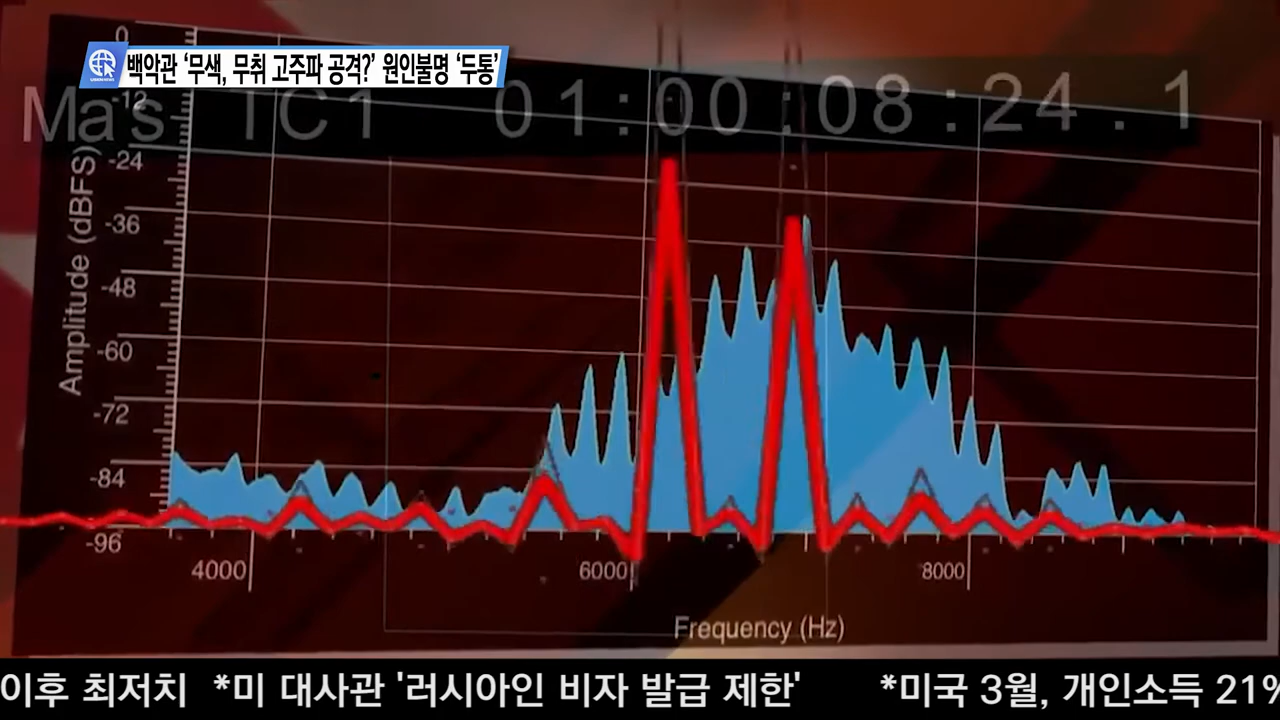 백악관 '무색, 무취 고주파 공격?' 원인불명 '두통'
Ma's TC1 01:00:08:24.1
Amplitude (dBFS)
0
-12
-24
-36
-48
-60
-72
-84
-96
4000 6000 8000
Frequency (Hz)
이후 최저치 *미 대사관 '러시아인 비자 발급 제한' *미국 3월, 개인소득 21%